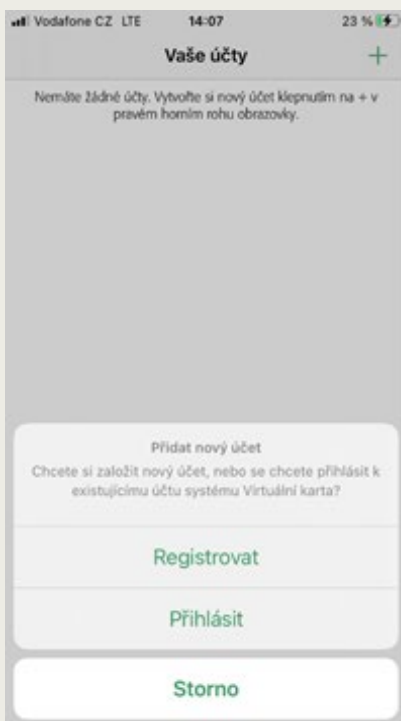 Vodafone CZ LTE 14:07 23 %
Vaše účty +
Nemáte žádné účty. Vytvořte si nový účet klepnutím na + v
pravém horním rohu obrazovky.
Přidat nový účet
Chcete si založit nový účet, nebo se chcete přihlásit k
existujícímu účtu systému Virtuální karta?
Registrovat
Přihlásit
Storno